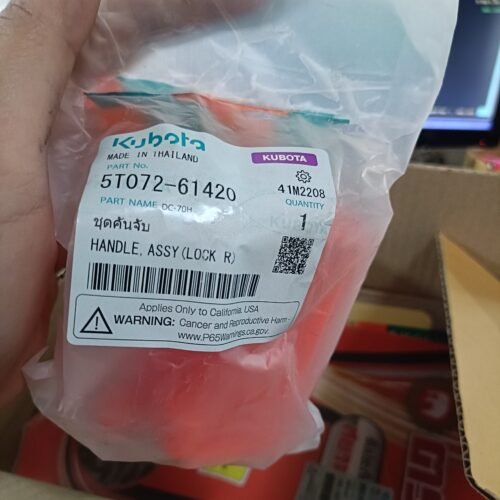 Kubota
MADE IN THAILAND
KUBOTA
PART No.
5T072-61420
41M2208
PART NAME DC-70H
QUANTITY
1
ชุดคันจับ
HANDLE, ASSY(LOCK R)
Applies Only to California, USA
WARNING: Cancer and Reproductive Harm -
www.P65Warnings.ca.gov.